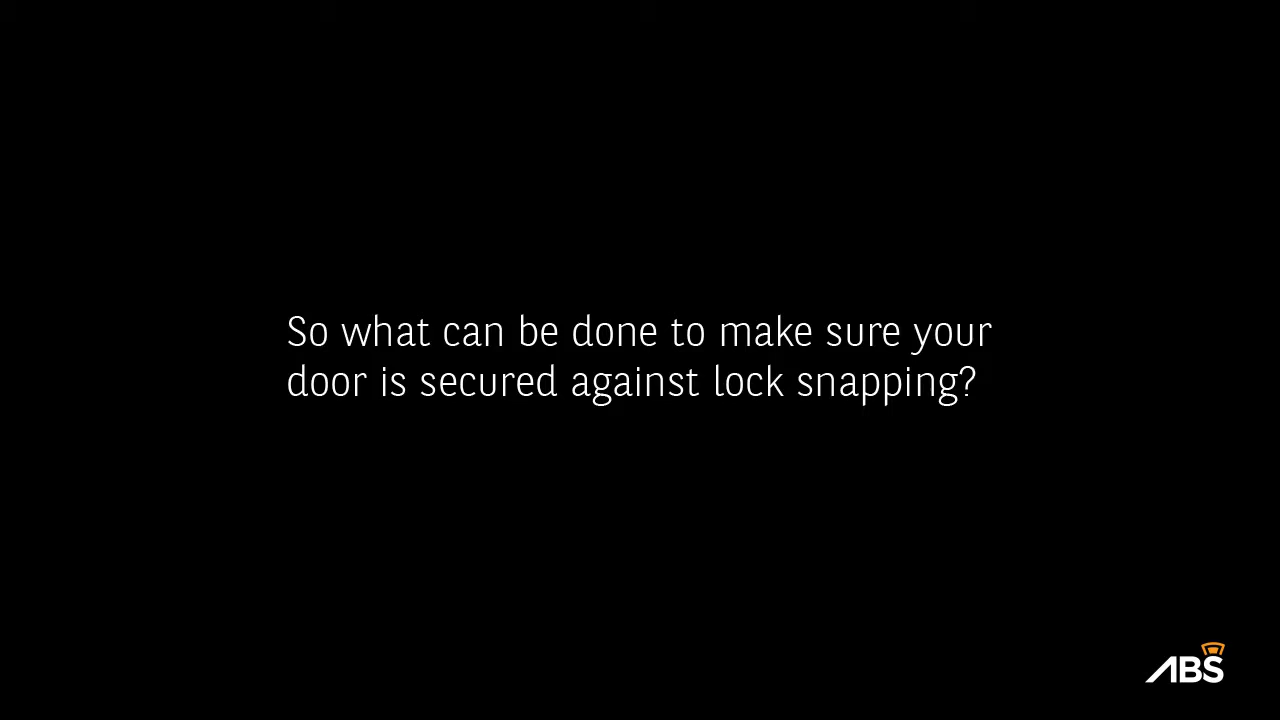 So what can be done to make sure your
door is secured against lock snapping?
ABS